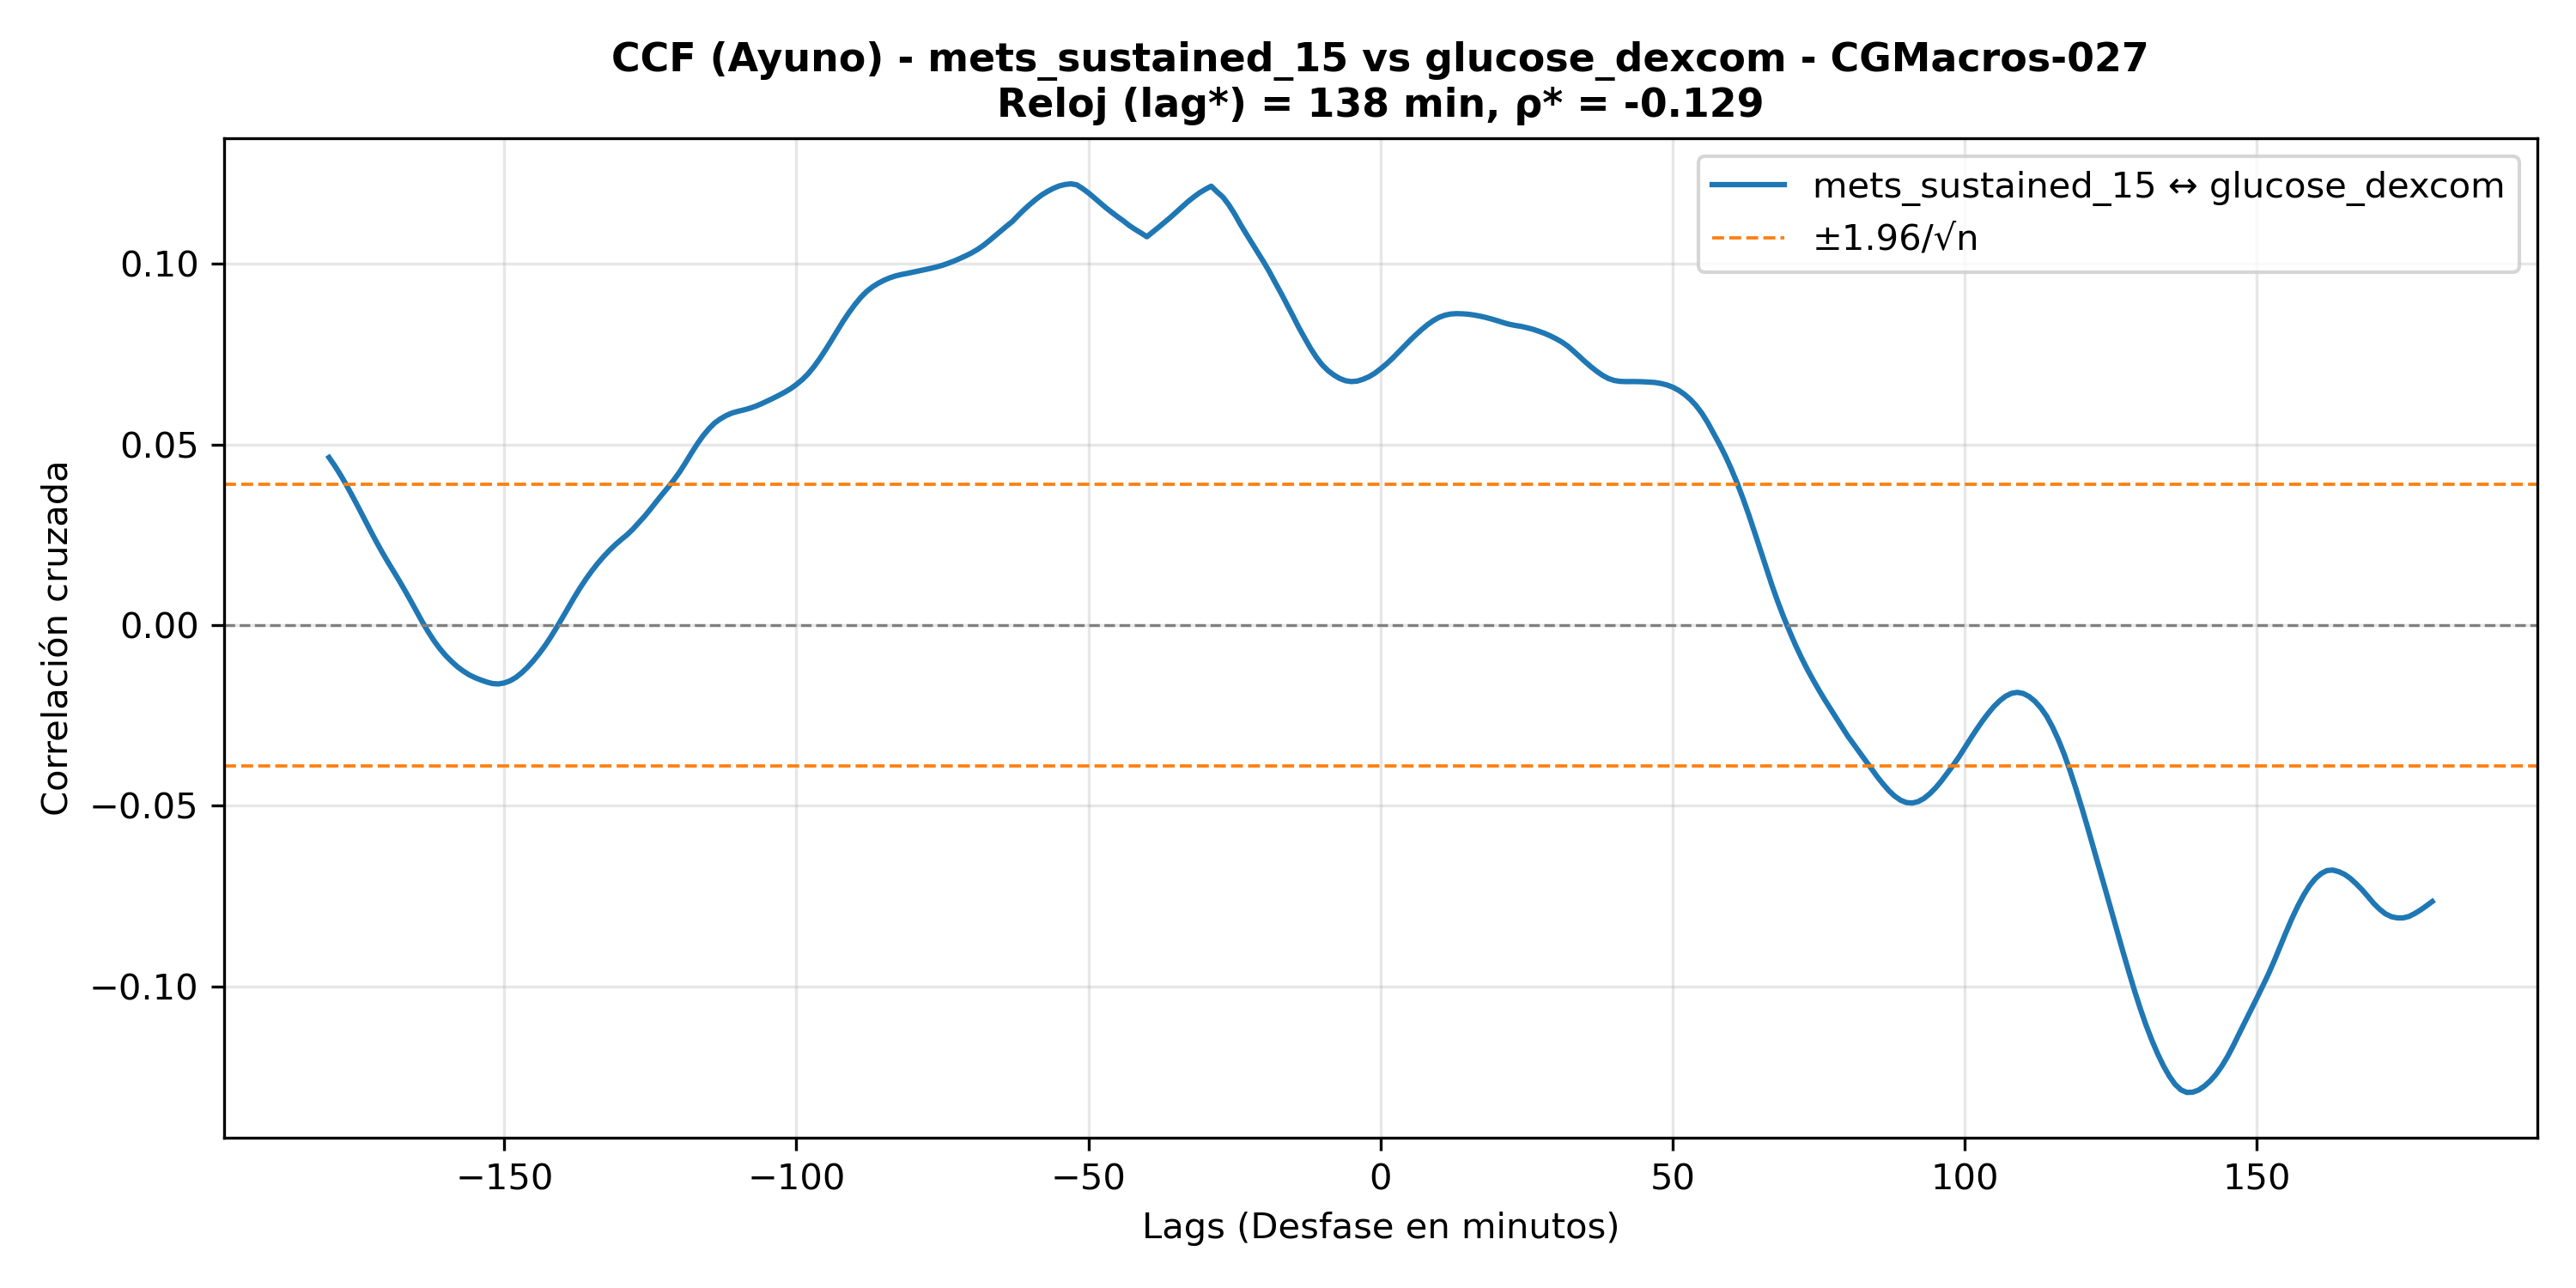 CCF (Ayuno) - mets_sustained_15 vs glucose_dexcom - CGMacros-027
Reloj (lag*) = 138 min, ρ* = -0.129
mets_sustained_15 ↔ glucose_dexcom
±1.96/√n
Correlación cruzada
0.10
0.05
0.00
−0.05
−0.10
−150
−100
−50
0
50
100
150
Lags (Desfase en minutos)